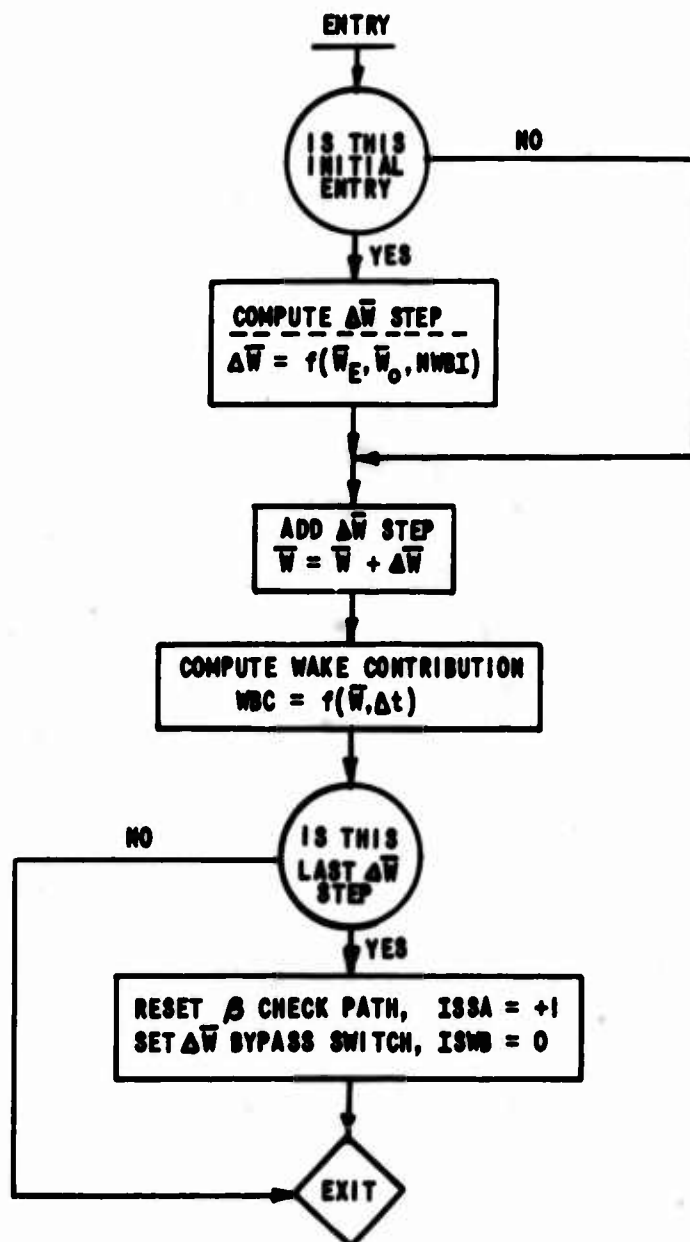 ENTRY
IS THIS
INITIAL
ENTRY
NO
YES
COMPUTE ΔW̅ STEP
ΔW̅ = f(W̅E, W̅o, NWBI)
ADD ΔW̅ STEP
W̅ = W̅ + ΔW̅
COMPUTE WAKE CONTRIBUTION
WBC = f(W̅,Δt)
NO
IS THIS
LAST ΔW̅
STEP
YES
RESET β CHECK PATH, ISSA = +1
SET ΔW̅ BYPASS SWITCH, ISWB = 0
EXIT